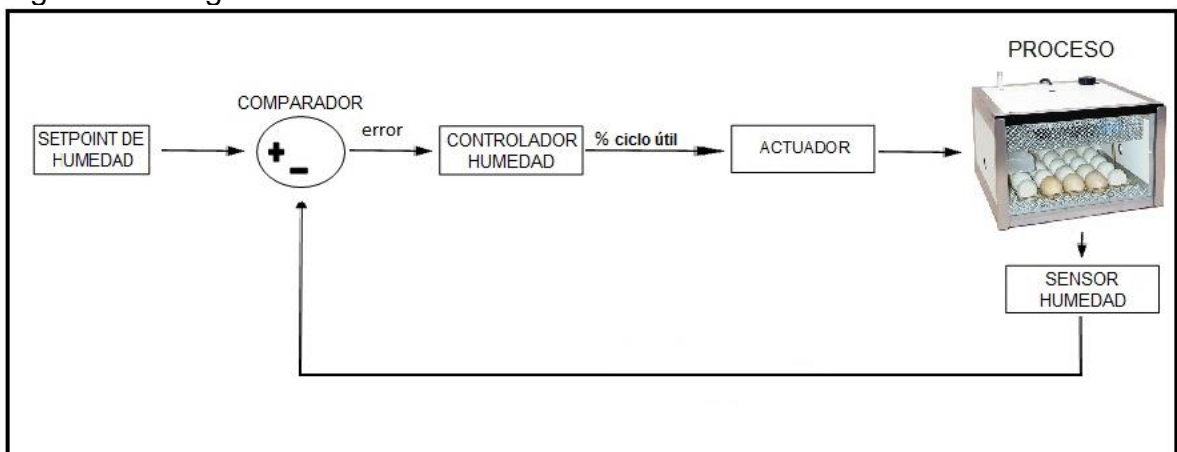 PROCESO
COMPARADOR
SETPOINT DE
HUMEDAD
+
-
error
CONTROLADOR
HUMEDAD
% ciclo útil
ACTUADOR
SENSOR
HUMEDAD